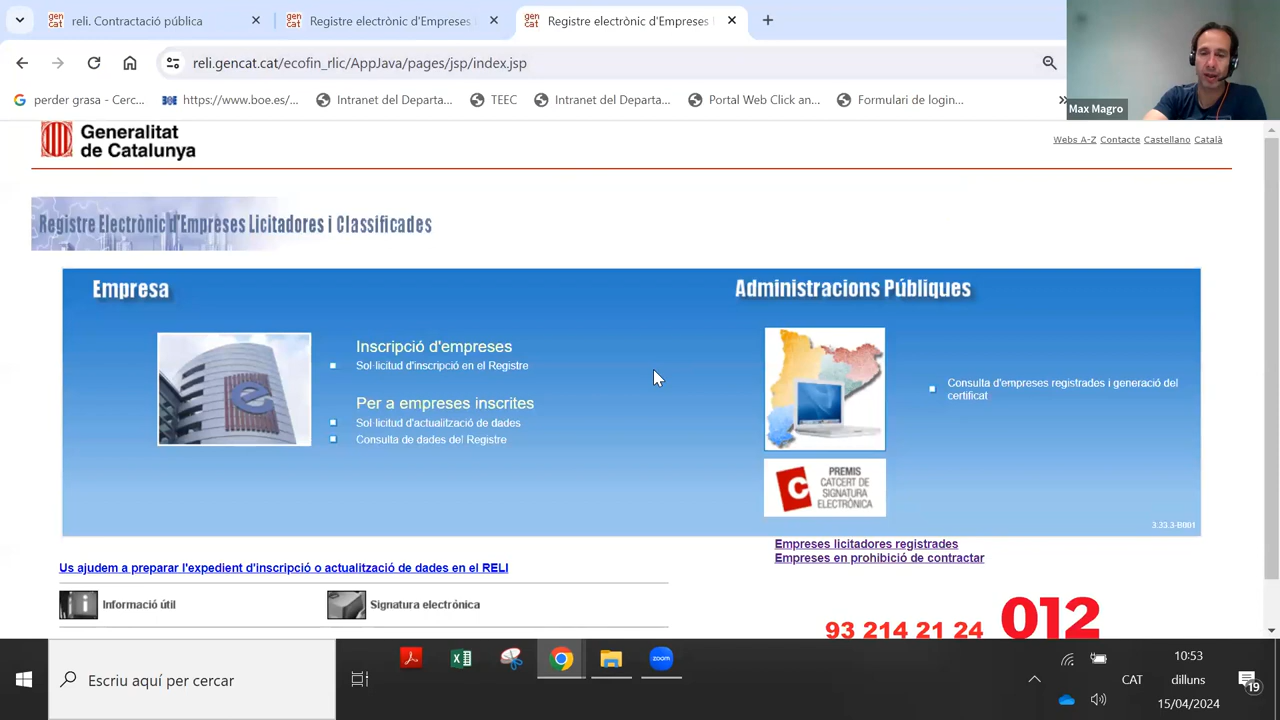 reli. Contractació pública
Registre electrònic d'Empreses
Registre electrònic d'Empreses
reli.gencat.cat/ecofin_rlic/AppJava/pages/jsp/index.jsp
perder grasa - Cerc...
https://www.boe.es/...
Intranet del Departa...
TEEC
Intranet del Departa...
Portal Web Click an...
Formulari de login...
Max Magro
Generalitat
de Catalunya
Webs A-Z Contacte Castellano Català
Registre Electrònic d'Empreses Licitadores i Classificades
Empresa
Administracions Públiques
Inscripció d'empreses
Sol·licitud d'inscripció en el Registre
Per a empreses inscrites
Sol·licitud d'actualització de dades
Consulta de dades del Registre
Consulta d'empreses registrades i generació del
certificat
PREMIS
CATCERT DE
SIGNATURA
ELECTRÒNICA
3.33.3-B001
Empreses licitadores registrades
Empreses en prohibició de contractar
Us ajudem a preparar l'expedient d'inscripció o actualització de dades en el RELI
Informació útil
Signatura electrònica
93 214 21 24 012
Escriu aquí per cercar
zoom
CAT
10:53
dilluns
15/04/2024
19